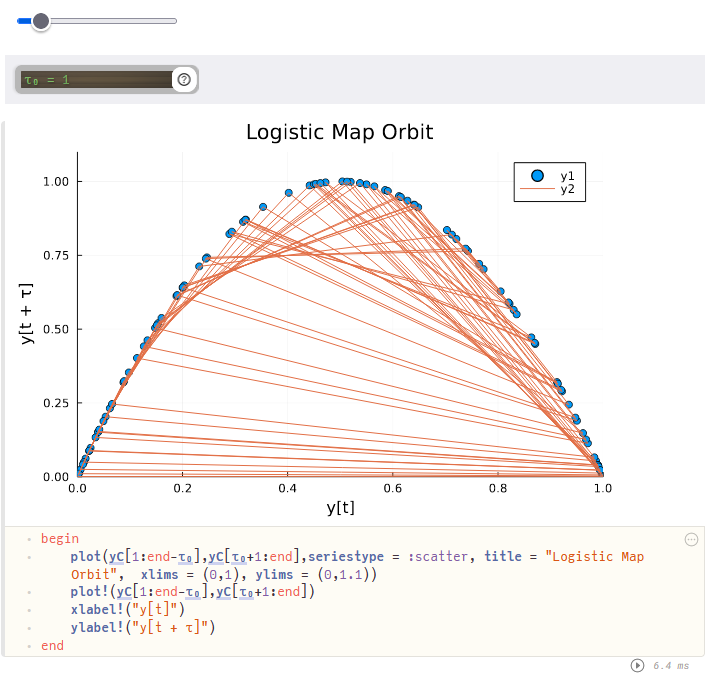 τ₀ = 1
Logistic Map Orbit
y1
y2
1.00
0.75
0.50
0.25
0.00
y[t + τ]
0.0 0.2 0.4 0.6 0.8 1.0
y[t]
begin
plot(yC[1:end-τ₀],yC[τ₀+1:end],seriestype = :scatter, title = "Logistic Map
Orbit", xlims = (0,1), ylims = (0,1.1))
plot!(yC[1:end-τ₀],yC[τ₀+1:end])
xlabel!("y[t]")
ylabel!("y[t + τ]")
end
6.4 ms